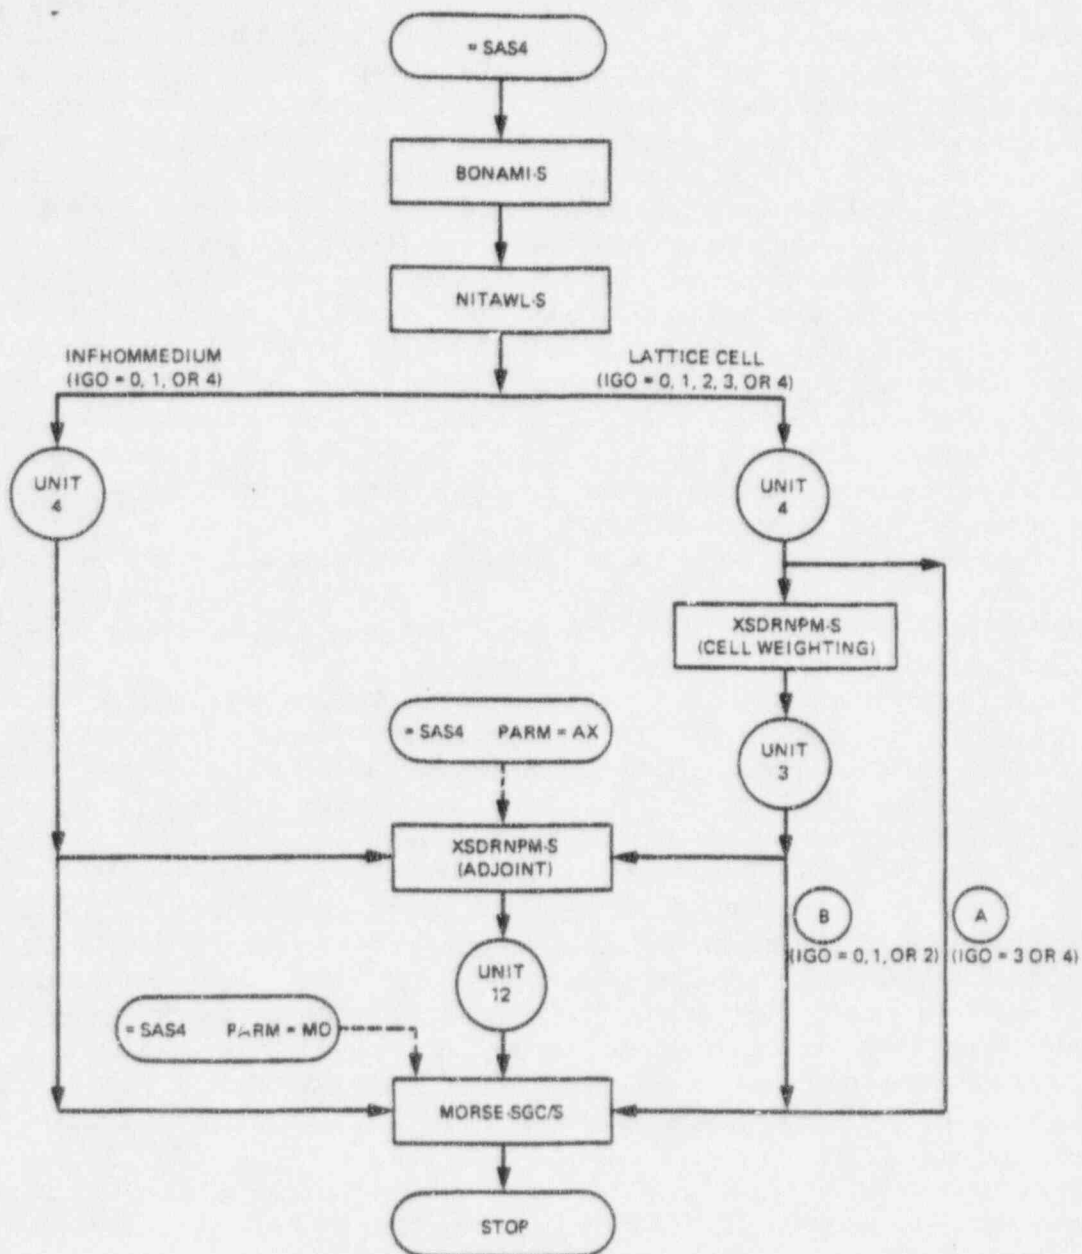 = SAS4
BONAMI-S
NITAWL-S
INFHOMMEDIUM
(IGO = 0, 1, OR 4)
LATTICE CELL
(IGO = 0, 1, 2, 3, OR 4)
UNIT
4
UNIT
4
XSDRNPM-S
(CELL WEIGHTING)
= SAS4 PARM = AX
UNIT
3
XSDRNPM-S
(ADJOINT)
B
A
(IGO = 0, 1, OR 2)
(IGO = 3 OR 4)
UNIT
12
= SAS4 PARM = MO
MORSE-SGC/S
STOP